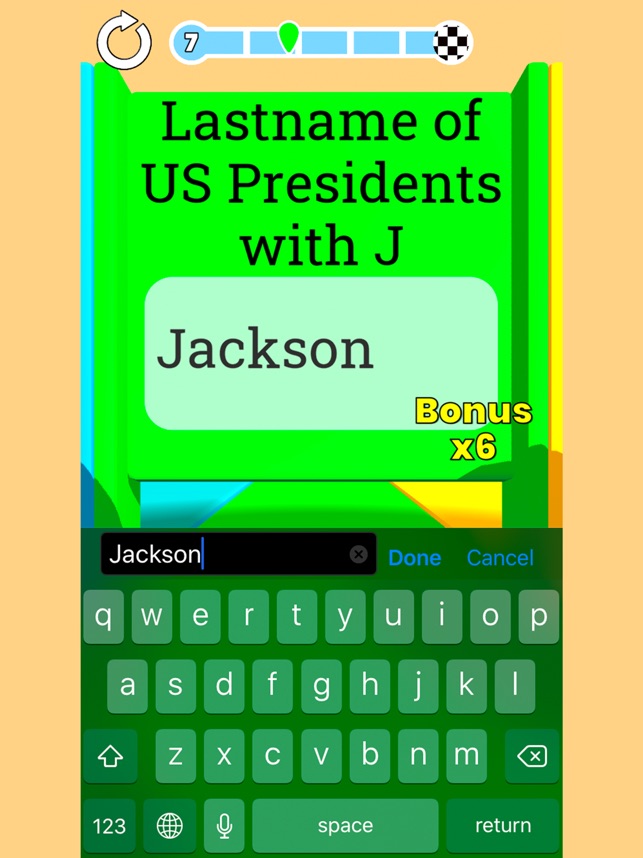 7
Lastname of
US Presidents
with J
Jackson
Bonus
x6
Jackson Done Cancel
q w e r t y u i o p
a s d f g h j k l
z x c v b n m
123 space return